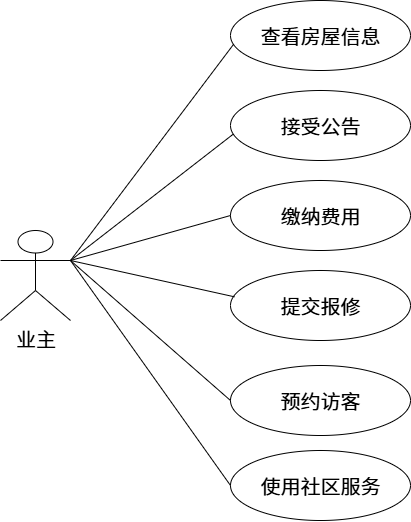 查看房屋信息
接受公告
缴纳费用
提交报修
业主
预约访客
使用社区服务